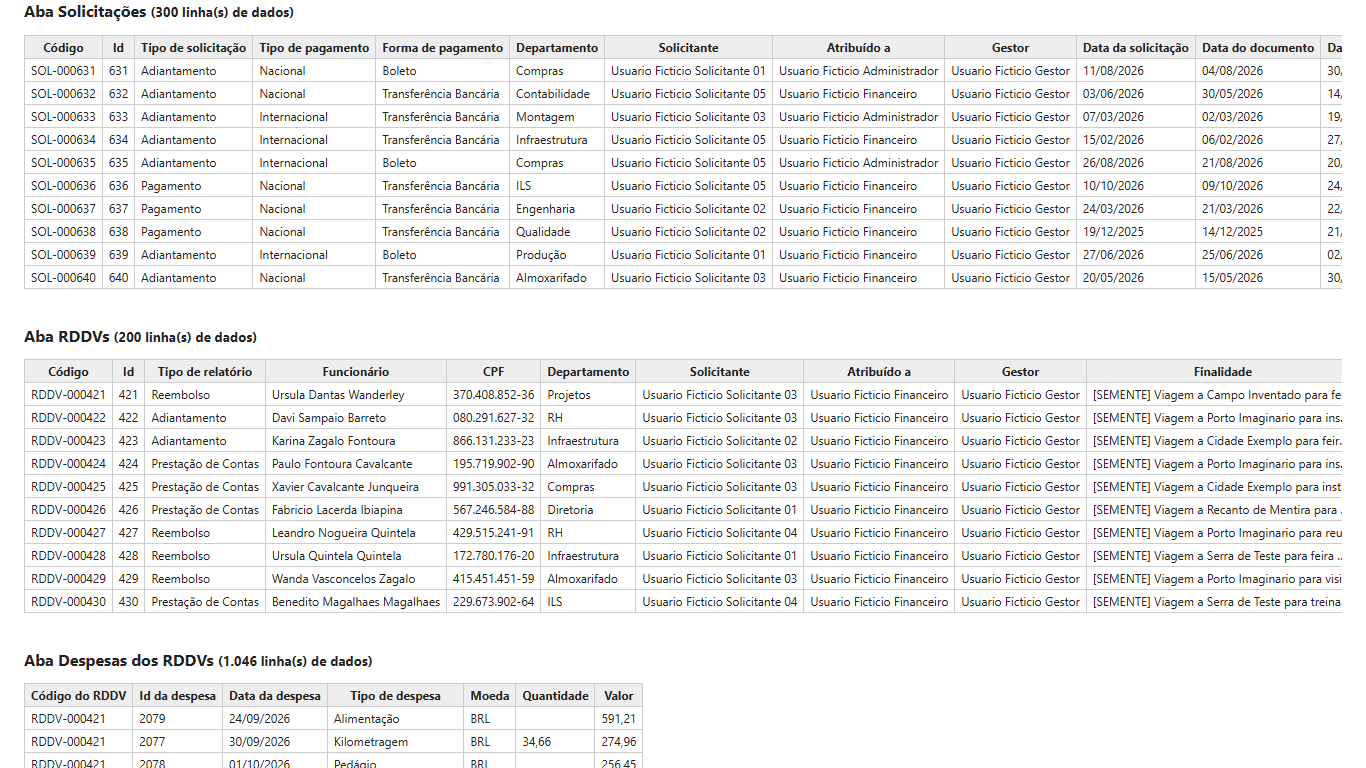 Aba Solicitações (300 linha(s) de dados)
Código Id Tipo de solicitação Tipo de pagamento Forma de pagamento Departamento Solicitante Atribuído a Gestor Data da solicitação Data do documento Da
SOL-000631 631 Adiantamento Nacional Boleto Compras Usuario Ficticio Solicitante 01 Usuario Ficticio Administrador Usuario Ficticio Gestor 11/08/2026 04/08/2026 30,
SOL-000632 632 Adiantamento Nacional Transferência Bancária Contabilidade Usuario Ficticio Solicitante 05 Usuario Ficticio Financeiro Usuario Ficticio Gestor 03/06/2026 30/05/2026 14,
SOL-000633 633 Adiantamento Internacional Transferência Bancária Montagem Usuario Ficticio Solicitante 03 Usuario Ficticio Administrador Usuario Ficticio Gestor 07/03/2026 02/03/2026 19,
SOL-000634 634 Adiantamento Internacional Transferência Bancária Infraestrutura Usuario Ficticio Solicitante 05 Usuario Ficticio Financeiro Usuario Ficticio Gestor 15/02/2026 06/02/2026 27,
SOL-000635 635 Adiantamento Internacional Boleto Compras Usuario Ficticio Solicitante 05 Usuario Ficticio Administrador Usuario Ficticio Gestor 26/08/2026 21/08/2026 20,
SOL-000636 636 Pagamento Nacional Transferência Bancária ILS Usuario Ficticio Solicitante 05 Usuario Ficticio Financeiro Usuario Ficticio Gestor 10/10/2026 09/10/2026 24,
SOL-000637 637 Pagamento Nacional Transferência Bancária Engenharia Usuario Ficticio Solicitante 02 Usuario Ficticio Financeiro Usuario Ficticio Gestor 24/03/2026 21/03/2026 22,
SOL-000638 638 Pagamento Nacional Transferência Bancária Qualidade Usuario Ficticio Solicitante 02 Usuario Ficticio Financeiro Usuario Ficticio Gestor 19/12/2025 14/12/2025 21,
SOL-000639 639 Adiantamento Internacional Boleto Produção Usuario Ficticio Solicitante 01 Usuario Ficticio Financeiro Usuario Ficticio Gestor 27/06/2026 25/06/2026 02,
SOL-000640 640 Adiantamento Nacional Transferência Bancária Almoxarifado Usuario Ficticio Solicitante 03 Usuario Ficticio Financeiro Usuario Ficticio Gestor 20/05/2026 15/05/2026 30,
Aba RDDVs (200 linha(s) de dados)
Código Id Tipo de relatório Funcionário CPF Departamento Solicitante Atribuído a Gestor Finalidade
RDDV-000421 421 Reembolso Ursula Dantas Wanderley 370.408.852-36 Projetos Usuario Ficticio Solicitante 03 Usuario Ficticio Financeiro Usuario Ficticio Gestor [SEMENTE] Viagem a Campo Inventado para fe
RDDV-000422 422 Adiantamento Davi Sampaio Barreto 080.291.627-32 RH Usuario Ficticio Solicitante 03 Usuario Ficticio Financeiro Usuario Ficticio Gestor [SEMENTE] Viagem a Porto Imaginario para ins.
RDDV-000423 423 Adiantamento Karina Zagalo Fontoura 866.131.233-23 Infraestrutura Usuario Ficticio Solicitante 02 Usuario Ficticio Financeiro Usuario Ficticio Gestor [SEMENTE] Viagem a Cidade Exemplo para feir.
RDDV-000424 424 Prestação de Contas Paulo Fontoura Cavalcante 195.719.902-90 Almoxarifado Usuario Ficticio Solicitante 03 Usuario Ficticio Financeiro Usuario Ficticio Gestor [SEMENTE] Viagem a Porto Imaginario para ins.
RDDV-000425 425 Prestação de Contas Xavier Cavalcante Junqueira 991.305.033-32 Compras Usuario Ficticio Solicitante 03 Usuario Ficticio Financeiro Usuario Ficticio Gestor [SEMENTE] Viagem a Cidade Exemplo para inst
RDDV-000426 426 Prestação de Contas Fabricio Lacerda Ibiapina 567.246.584-88 Diretoria Usuario Ficticio Solicitante 01 Usuario Ficticio Financeiro Usuario Ficticio Gestor [SEMENTE] Viagem a Recanto de Mentira para .
RDDV-000427 427 Reembolso Leandro Nogueira Quintela 429.515.241-91 RH Usuario Ficticio Solicitante 04 Usuario Ficticio Financeiro Usuario Ficticio Gestor [SEMENTE] Viagem a Porto Imaginario para reu
RDDV-000428 428 Reembolso Ursula Quintela Quintela 172.780.176-20 Infraestrutura Usuario Ficticio Solicitante 01 Usuario Ficticio Financeiro Usuario Ficticio Gestor [SEMENTE] Viagem a Serra de Teste para feira ..
RDDV-000429 429 Reembolso Wanda Vasconcelos Zagalo 415.451.451-59 Almoxarifado Usuario Ficticio Solicitante 03 Usuario Ficticio Financeiro Usuario Ficticio Gestor [SEMENTE] Viagem a Porto Imaginario para visi
RDDV-000430 430 Prestação de Contas Benedito Magalhaes Magalhaes 229.673.902-64 ILS Usuario Ficticio Solicitante 04 Usuario Ficticio Financeiro Usuario Ficticio Gestor [SEMENTE] Viagem a Serra de Teste para treina.
Aba Despesas dos RDDVs (1.046 linha(s) de dados)
Código do RDDV Id da despesa Data da despesa Tipo de despesa Moeda Quantidade Valor
RDDV-000421 2079 24/09/2026 Alimentação BRL 591,21
RDDV-000421 2077 30/09/2026 Kilometragem BRL 34,66 274,96
RDDV-000421 2078 01/10/2026 Pedágio BRL 256,45